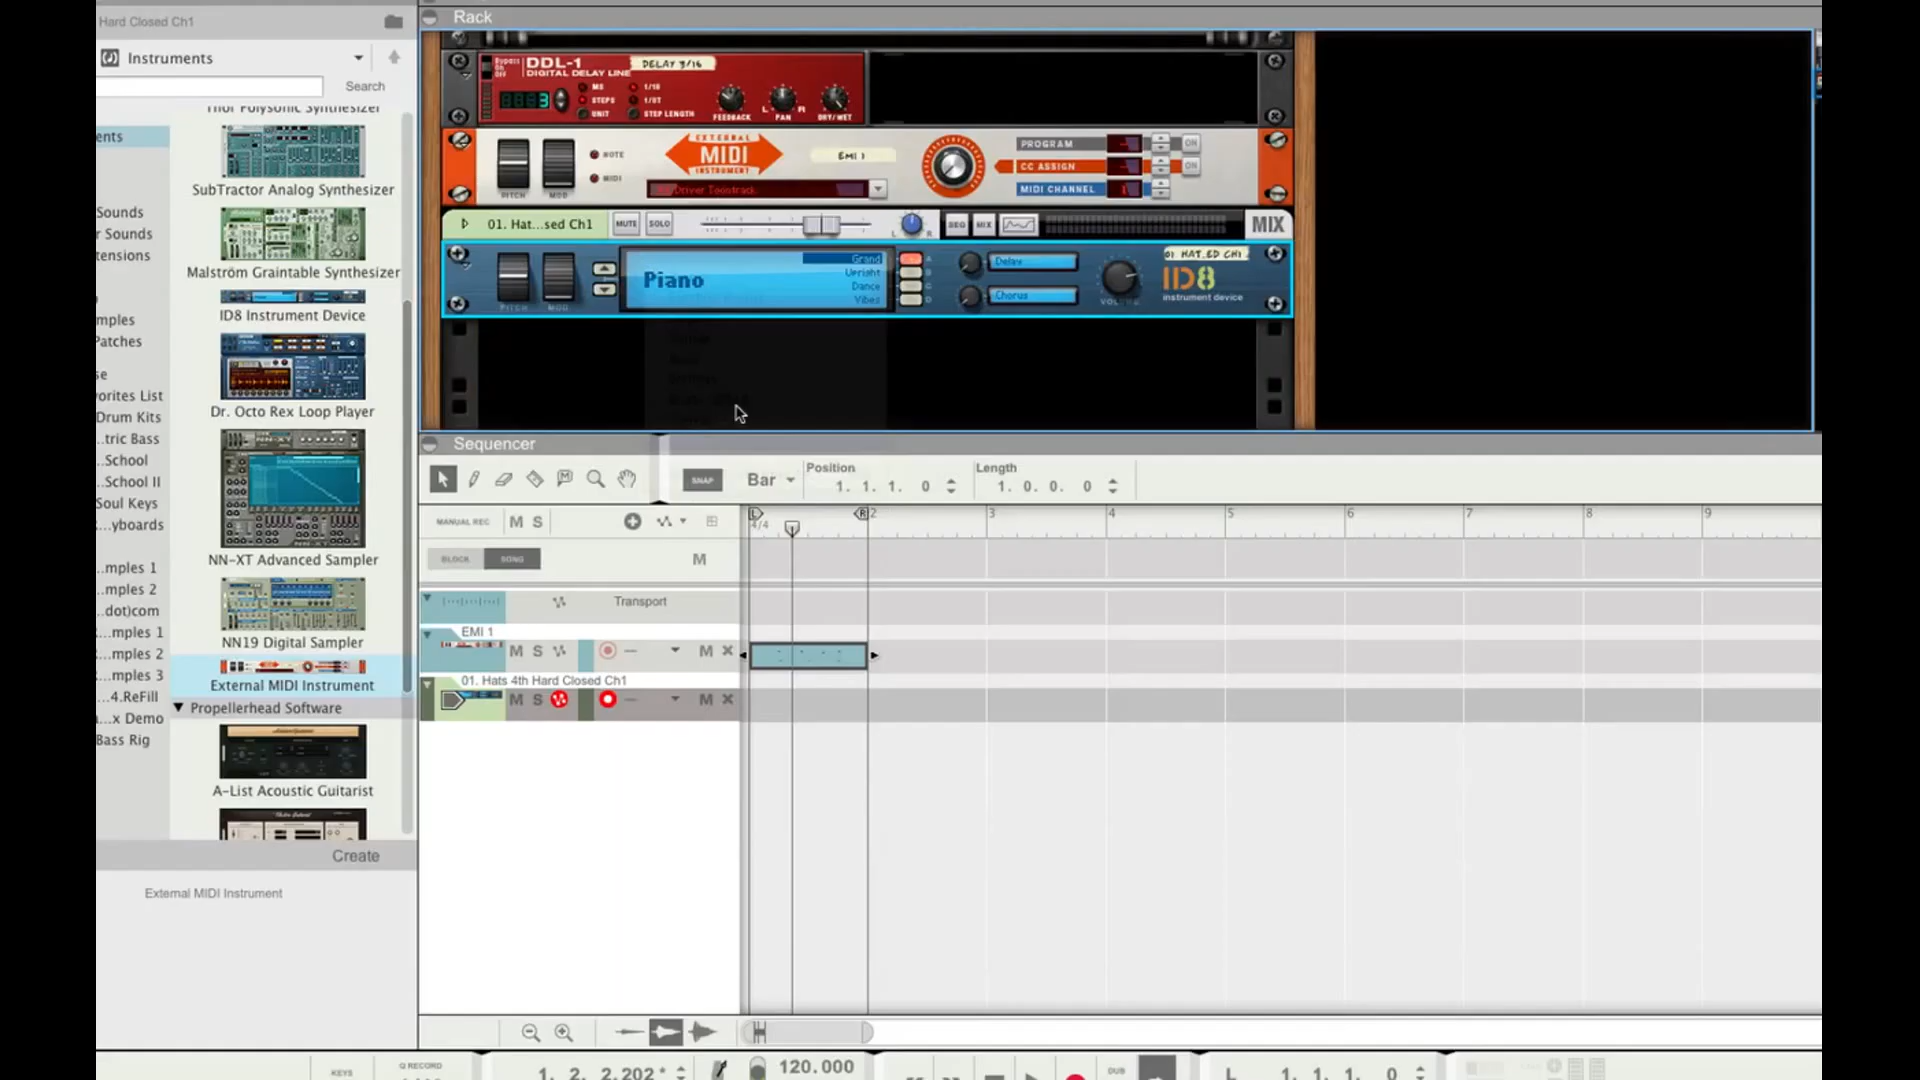 Hard Closed Ch1
Rack
Instruments
Search
Thor Polysonic Synthesizer
ents
SubTractor Analog Synthesizer
Sounds
r Sounds
tensions
Malström Graintable Synthesizer
ID8 Instrument Device
mples
Patches
se
vorites List
Drum Kits
Dr. Octo Rex Loop Player
...tric Bass
...School
...School II
Soul Keys
...yboards
NN-XT Advanced Sampler
...mples 1
...mples 2
...dot)com
...mples 1
NN19 Digital Sampler
...mples 2
...mples 3
External MIDI Instrument
...4.ReFill
Propellerhead Software
...x Demo
Bass Rig
A-List Acoustic Guitarist
Create
External MIDI Instrument
Bypass
On
Off
DDL-1
DIGITAL DELAY LINE
DELAY 3/16
MS
STEPS
UNIT
1/16
1/8T
STEP LENGTH
FEEDBACK
L PAN R
DRY/WET
PITCH
MOD
NOTE
MIDI
EXTERNAL
MIDI
INSTRUMENT
EMI 1
Driver Toontrack
PROGRAM
ON
CC ASSIGN
ON
MIDI CHANNEL
1
01. Hat...sed Ch1
MUTE
SOLO
L R
SEQ
MIX
MIX
PITCH
MOD
Piano
Grand
Upright
Dance
Vibes
A
B
C
D
Delay
Chorus
VOLUME
01. HAT_ED CH1
ID8
instrument device
Sequencer
SNAP
Bar
Position
1. 1. 1. 0
Length
1. 0. 0. 0
MANUAL REC
M S
L
4/4
R
2 3 4 5 6 7 8 9
BLOCK
SONG
M
Transport
EMI 1
M S
M
01. Hats 4th Hard Closed Ch1
M S
M
KEYS
Q RECORD
1. 2. 2.202 *
120.000
DUB
L
1. 1. 1. 0